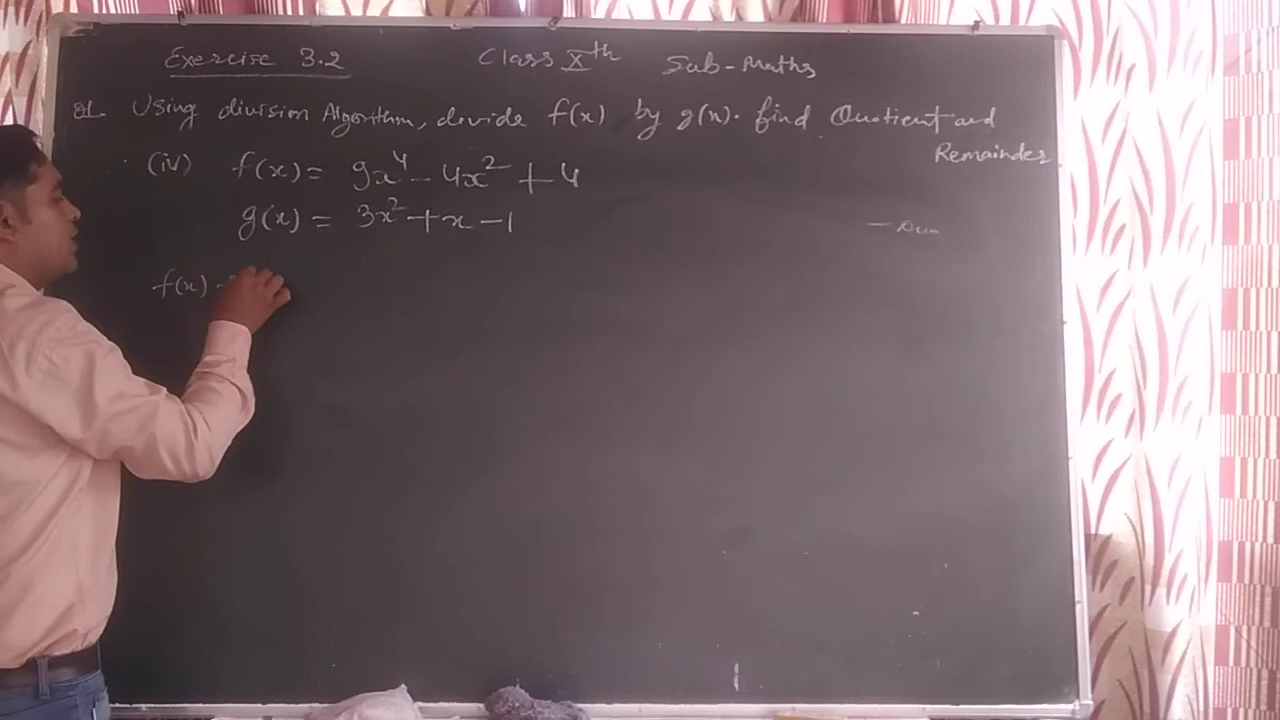 Exercise 3.2 Class Xth Sub-Maths
Q1. Using division Algorithm, divide f(x) by g(x). find Quotient and
Remainder
(iv) f(x) = 9x⁴ - 4x² + 4
g(x) = 3x² + x - 1
f(x)